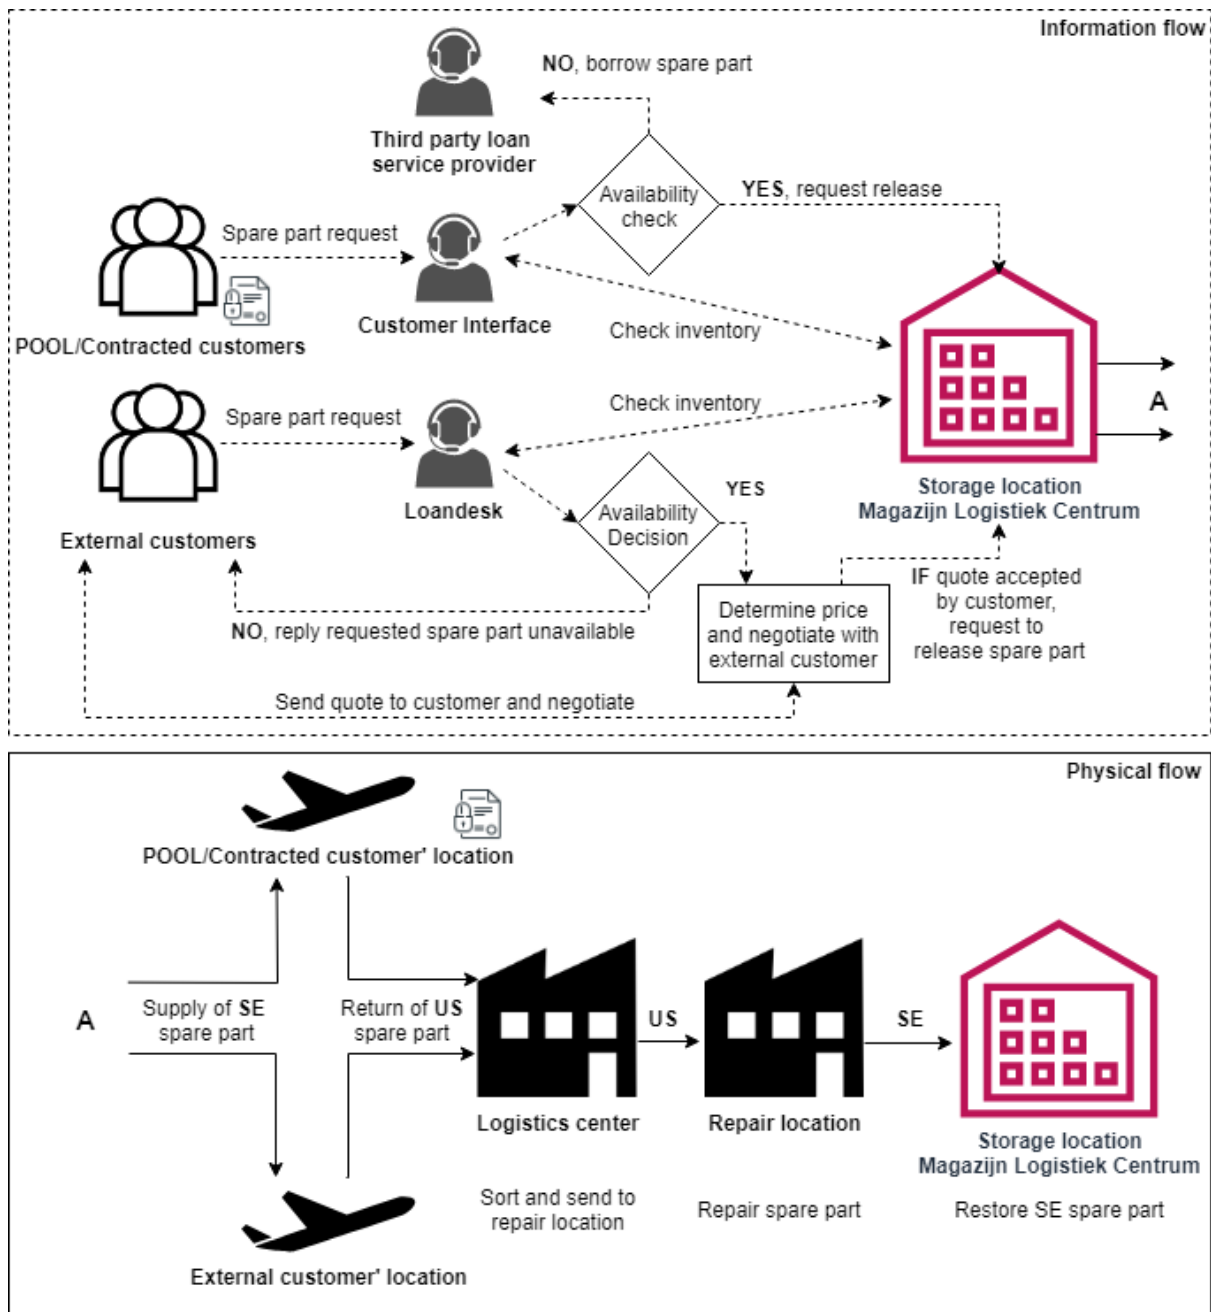 Information flow
NO, borrow spare part
Third party loan
service provider
Availability
check
YES, request release
Spare part request
Customer Interface
POOL/Contracted customers
Check inventory
Check inventory
A
Spare part request
Loandesk
External customers
Availability
Decision
YES
Storage location
Magazijn Logistiek Centrum
NO, reply requested spare part unavailable
Determine price
and negotiate with
external customer
IF quote accepted
by customer,
request to
release spare part
Send quote to customer and negotiate
Physical flow
POOL/Contracted customer' location
A
Supply of SE
spare part
Return of US
spare part
US
SE
Logistics center
Repair location
Storage location
Magazijn Logistiek Centrum
Sort and send to
repair location
Repair spare part
Restore SE spare part
External customer' location